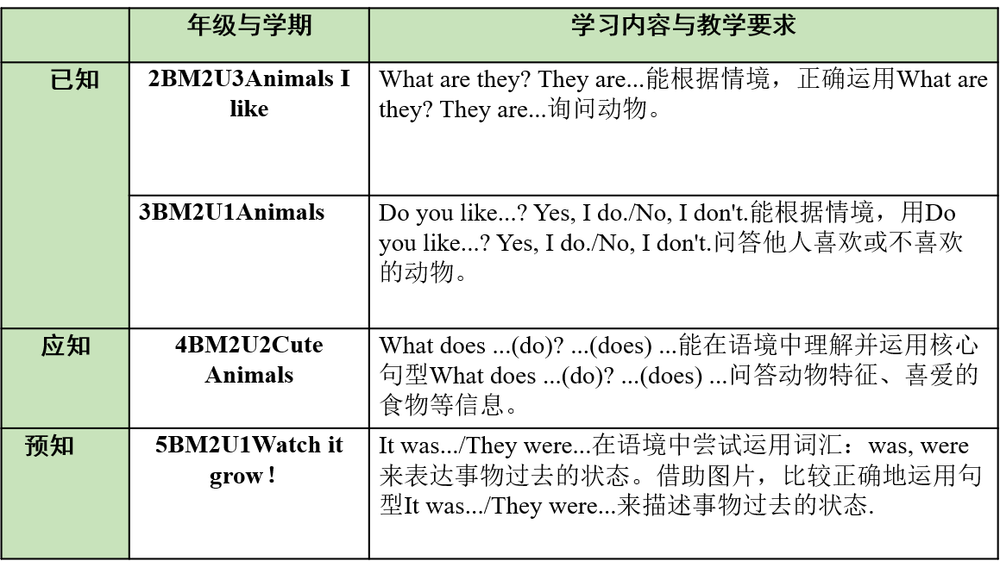 年级与学期 学习内容与教学要求
已知 2BM2U3Animals I What are they? They are...能根据情境，正确运用What are
like they? They are...询问动物。
3BM2U1Animals Do you like...? Yes, I do./No, I don't.能根据情境，用Do
you like...? Yes, I do./No, I don't.问答他人喜欢或不喜欢
的动物。
应知 4BM2U2Cute What does ...(do)? ...(does) ...能在语境中理解并运用核心
Animals 句型What does ...(do)? ...(does) ...问答动物特征、喜爱的
食物等信息。
预知 5BM2U1Watch it It was.../They were...在语境中尝试运用词汇：was, were
grow！ 来表达事物过去的状态。借助图片，比较正确地运用句
型It was.../They were...来描述事物过去的状态.